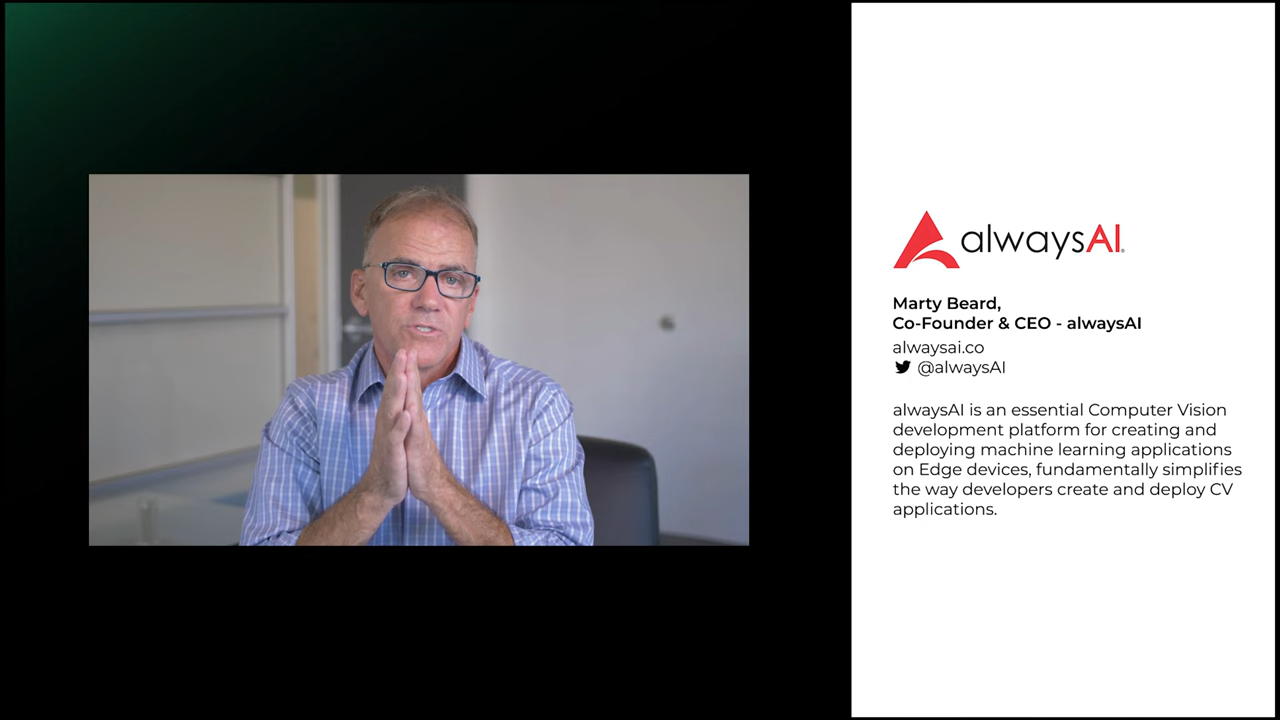 alwaysAI®
Marty Beard,
Co-Founder & CEO - alwaysAI
alwaysai.co
@alwaysAI
alwaysAI is an essential Computer Vision
development platform for creating and
deploying machine learning applications
on Edge devices, fundamentally simplifies
the way developers create and deploy CV
applications.